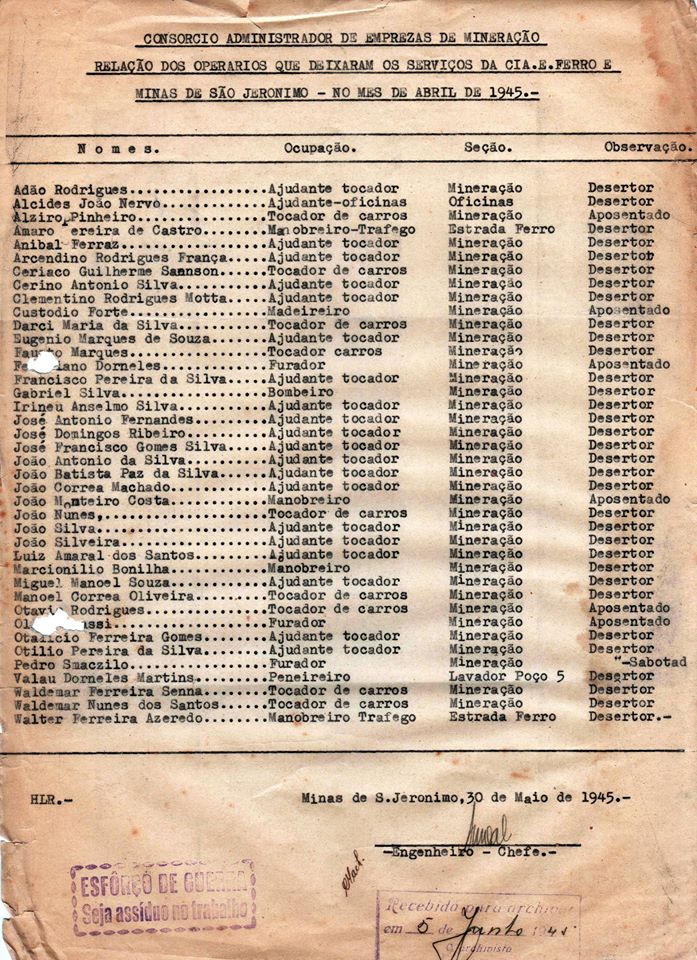 CONSORCIO ADMINISTRADOR DE EMPREZAS DE MINERAÇÃO
RELAÇÃO DOS OPERARIOS QUE DEIXARAM OS SERVIÇOS DA CIA.E.FERRO E
MINAS DE SÃO JERONIMO - NO MES DE ABRIL DE 1945.-
Nomes. Ocupação. Seção. Observação.
Adão Rodrigues................Ajudante tocador Mineração Desertor
Alcides João Nervo............Ajudante-oficinas Oficinas Desertor
Alziro Pinheiro...............Tocador de carros Mineração Aposentado
Amaro Pereira de Castro.......Manobreiro-Trafego Estrada Ferro Desertor
Anibal Ferraz.................Ajudante tocador Mineração Desertor
Arcendino Rodrigues França....Ajudante tocador Mineração Desertor
Ceriaco Guilherme Sannson.....Tocador de carros Mineração Desertor
Cerino Antonio Silva..........Ajudante tocador Mineração Desertor
Clementino Rodrigues Motta....Ajudante tocador Mineração Desertor
Custodio Forte................Madeireiro Mineração Aposentado
Darci Maria da Silva..........Tocador de carros Mineração Desertor
Eugenio Marques de Souza......Ajudante tocador Mineração Desertor
Fausto Marques................Tocador carros Mineração Desertor
Fe iano Dorneles..............Furador Mineração Aposentado
Francisco Pereira da Silva....Ajudante tocador Mineração Desertor
Gabriel Silva.................Bombeiro Mineração Desertor
Irineu Anselmo Silva..........Ajudante tocador Mineração Desertor
José Antonio Fernandes........Ajudante tocador Mineração Desertor
José Domingos Ribeiro.........Ajudante tocador Mineração Desertor
José Francisco Gomes Silva....Ajudante tocador Mineração Desertor
João Antonio da Silva.........Ajudante tocador Mineração Desertor
João Batista Paz da Silva.....Ajudante tocador Mineração Desertor
João Correa Machado...........Ajudante tocador Mineração Desertor
João Monteiro Costa...........Manobreiro Mineração Aposentado
João Nunes,...................Tocador de carros Mineração Desertor
João Silva....................Ajudante tocador Mineração Desertor
João Silveira.................Ajudante tocador Mineração Desertor
Luiz Amaral dos Santos........Ajudante tocador Mineração Desertor
Marcionilio Bonilha...........Manobreiro Mineração Desertor
Miguel Manoel Souza...........Ajudante tocador Mineração Desertor
Manoel Correa Oliveira........Tocador de carros Mineração Desertor
Otavio Rodrigues..............Tocador de carros Mineração Aposentado
Ol assi.......................Furador Mineração Aposentado
Otalicio Ferreira Gomes.......Ajudante tocador Mineração Desertor
Otilio Pereira da Silva.......Ajudante tocador Mineração Desertor
Pedro Smaczilo................Furador Mineração "-Sabotad
Valau Dorneles Martins........Peneireiro Lavador Poço 5 Desertor
Waldemar Ferreira Senna.......Tocador de carros Mineração Desertor
Waldemar Nunes dos Santos.....Tocador de carros Mineração Desertor
Walter Ferreira Azeredo.......Manobreiro Trafego Estrada Ferro Desertor.-
HLR.- Minas de S.Jeronimo,30 de Maio de 1945.-
-Engenheiro - Chefe.-
ESFÔRÇO DE GUERRA
Seja assíduo no trabalho
Recebido para archivo
em 5 de Junho 1945
O archivista